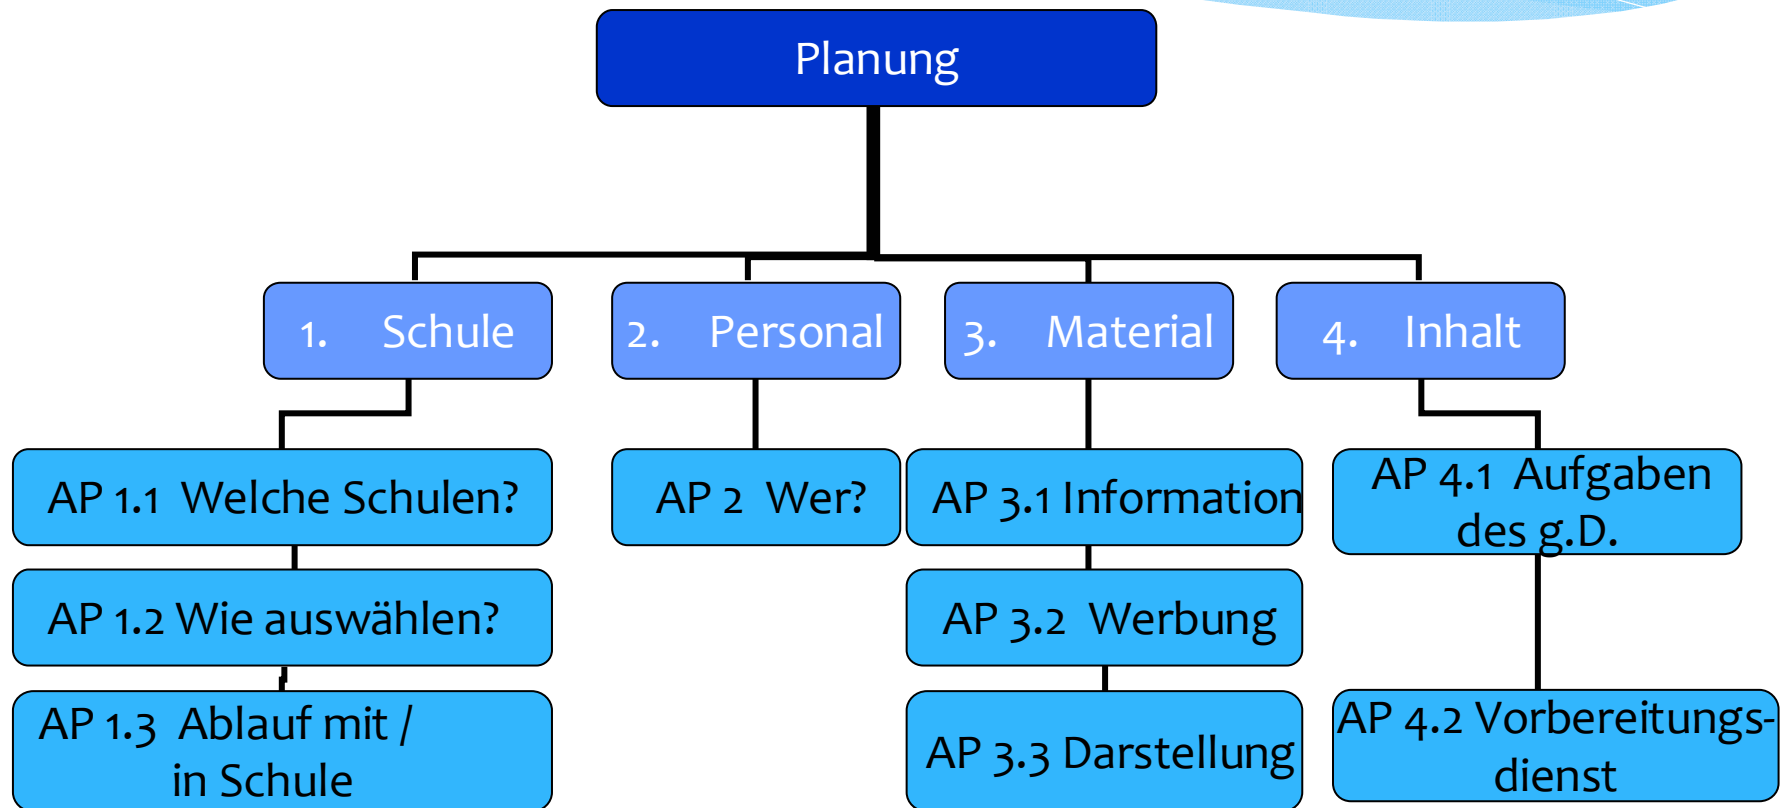 Planung
1. Schule
2. Personal
3. Material
4. Inhalt
AP 1.1 Welche Schulen?
AP 1.2 Wie auswählen?
AP 1.3 Ablauf mit /
in Schule
AP 2 Wer?
AP 3.1 Information
AP 3.2 Werbung
AP 3.3 Darstellung
AP 4.1 Aufgaben
des g.D.
AP 4.2 Vorbereitungs-
dienst